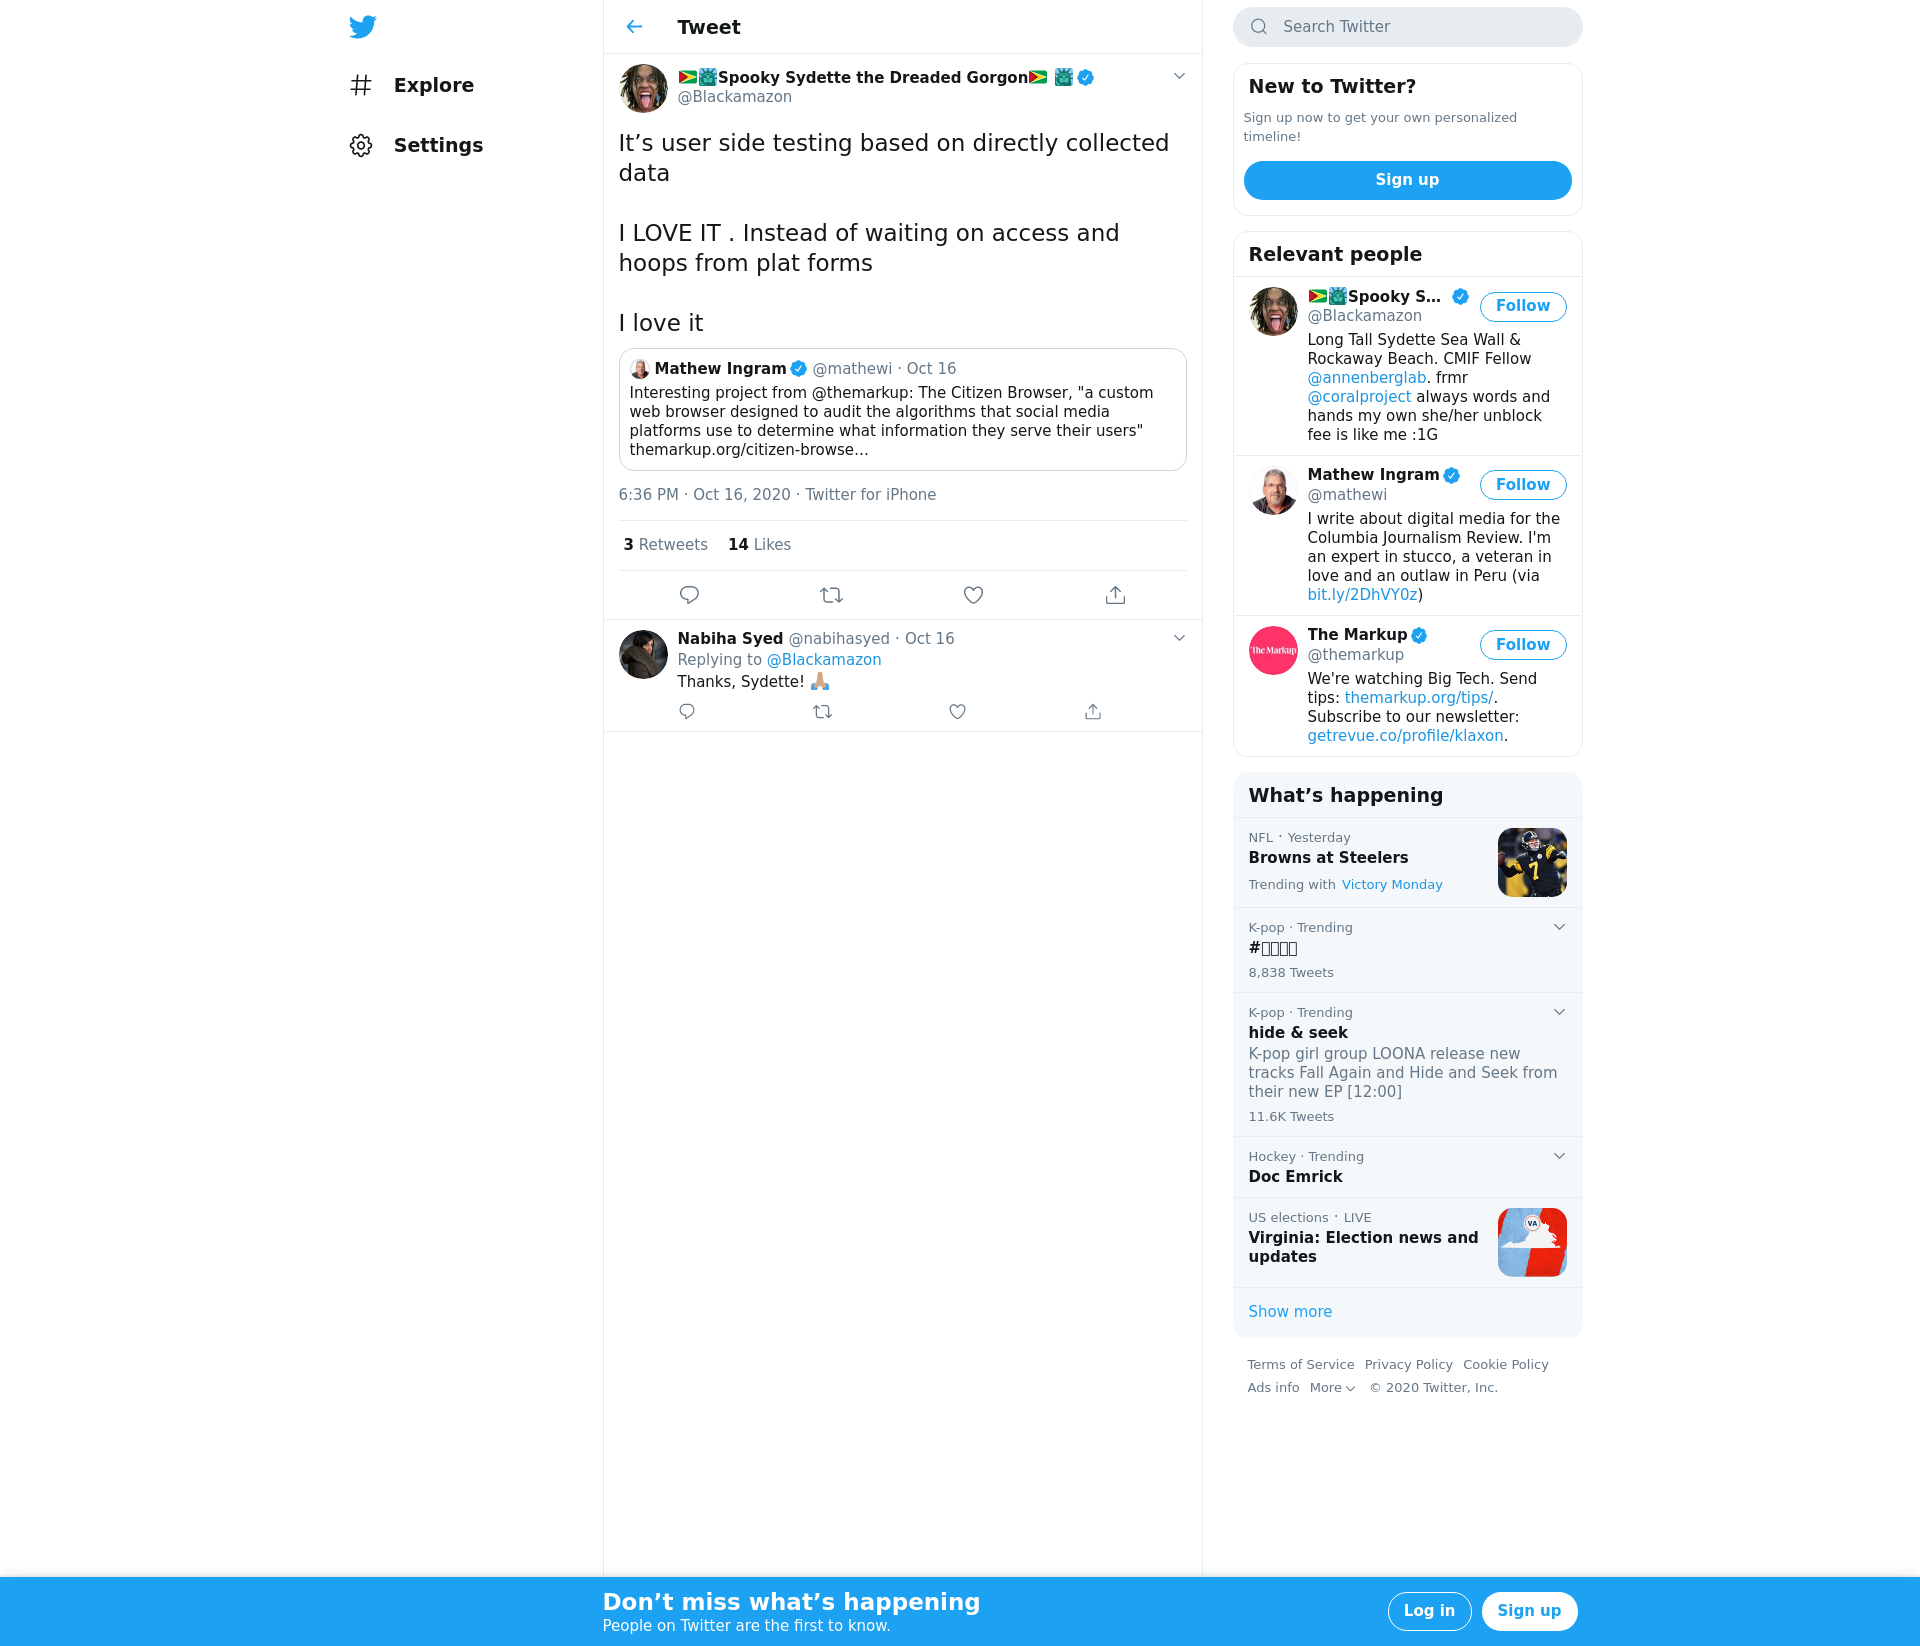 Explore
Settings
Tweet
Spooky Sydette the Dreaded Gorgon
@Blackamazon
It’s user side testing based on directly collected
data
I LOVE IT . Instead of waiting on access and
hoops from plat forms
I love it
Mathew Ingram @mathewi · Oct 16
Interesting project from @themarkup: The Citizen Browser, "a custom
web browser designed to audit the algorithms that social media
platforms use to determine what information they serve their users"
themarkup.org/citizen-browse…
6:36 PM · Oct 16, 2020 · Twitter for iPhone
3 Retweets 14 Likes
Nabiha Syed @nabihasyed · Oct 16
Replying to @Blackamazon
Thanks, Sydette! 🙏🏽
Search Twitter
New to Twitter?
Sign up now to get your own personalized
timeline!
Sign up
Relevant people
Spooky S...
Follow
@Blackamazon
Long Tall Sydette Sea Wall &
Rockaway Beach. CMIF Fellow
@annenberglab. frmr
@coralproject always words and
hands my own she/her unblock
fee is like me :1G
Mathew Ingram
Follow
@mathewi
I write about digital media for the
Columbia Journalism Review. I'm
an expert in stucco, a veteran in
love and an outlaw in Peru (via
bit.ly/2DhVY0z)
The Markup
The Markup
Follow
@themarkup
We're watching Big Tech. Send
tips: themarkup.org/tips/.
Subscribe to our newsletter:
getrevue.co/profile/klaxon.
What’s happening
NFL · Yesterday
Browns at Steelers
Trending with Victory Monday
7
K-pop · Trending
#
8,838 Tweets
K-pop · Trending
hide & seek
K-pop girl group LOONA release new
tracks Fall Again and Hide and Seek from
their new EP [12:00]
11.6K Tweets
Hockey · Trending
Doc Emrick
US elections · LIVE
Virginia: Election news and
updates
VA
Show more
Terms of Service Privacy Policy Cookie Policy
Ads info More © 2020 Twitter, Inc.
Don’t miss what’s happening
People on Twitter are the first to know.
Log in
Sign up